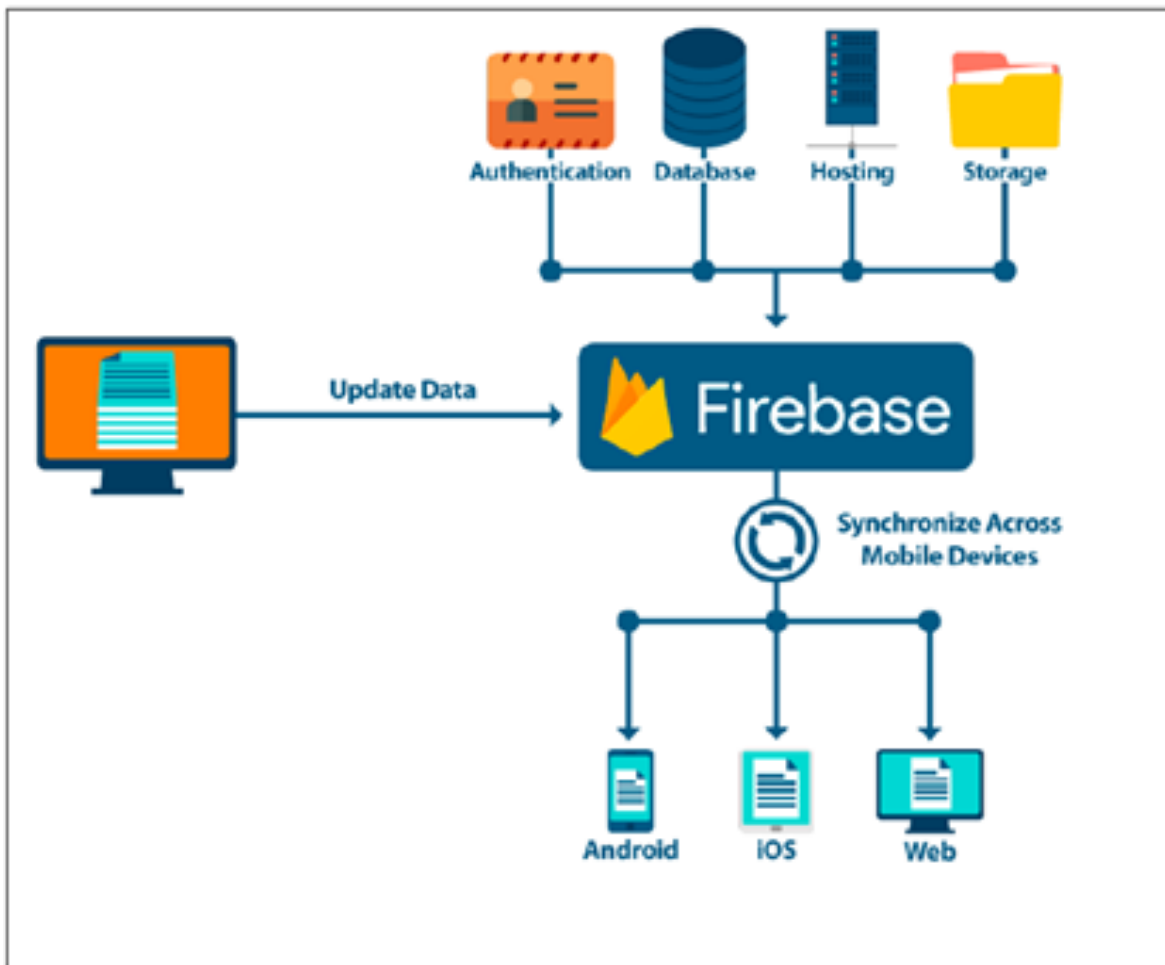 Authentication Database Hosting Storage
Update Data
Firebase
Synchronize Across
Mobile Devices
Android iOS Web